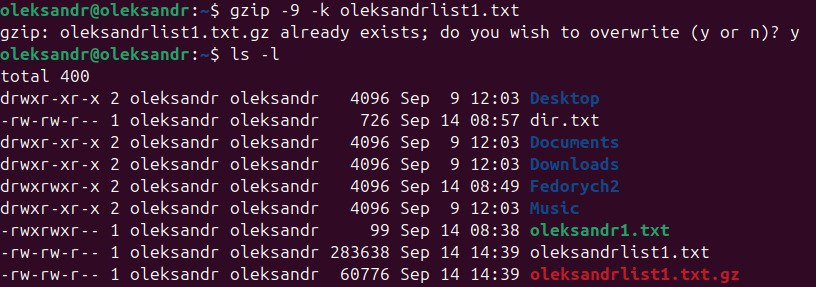 oleksandr@oleksandr:~$ gzip -9 -k oleksandrlist1.txt
gzip: oleksandrlist1.txt.gz already exists; do you wish to overwrite (y or n)? y
oleksandr@oleksandr:~$ ls -l
total 400
drwxr-xr-x 2 oleksandr oleksandr   4096 Sep  9 12:03 Desktop
-rw-rw-r-- 1 oleksandr oleksandr    726 Sep 14 08:57 dir.txt
drwxr-xr-x 2 oleksandr oleksandr   4096 Sep  9 12:03 Documents
drwxr-xr-x 2 oleksandr oleksandr   4096 Sep  9 12:03 Downloads
drwxrwxr-x 2 oleksandr oleksandr   4096 Sep 14 08:49 Fedorych2
drwxr-xr-x 2 oleksandr oleksandr   4096 Sep  9 12:03 Music
-rwxrwxr-- 1 oleksandr oleksandr     99 Sep 14 08:38 oleksandr1.txt
-rw-rw-r-- 1 oleksandr oleksandr 283638 Sep 14 14:39 oleksandrlist1.txt
-rw-rw-r-- 1 oleksandr oleksandr  60776 Sep 14 14:39 oleksandrlist1.txt.gz